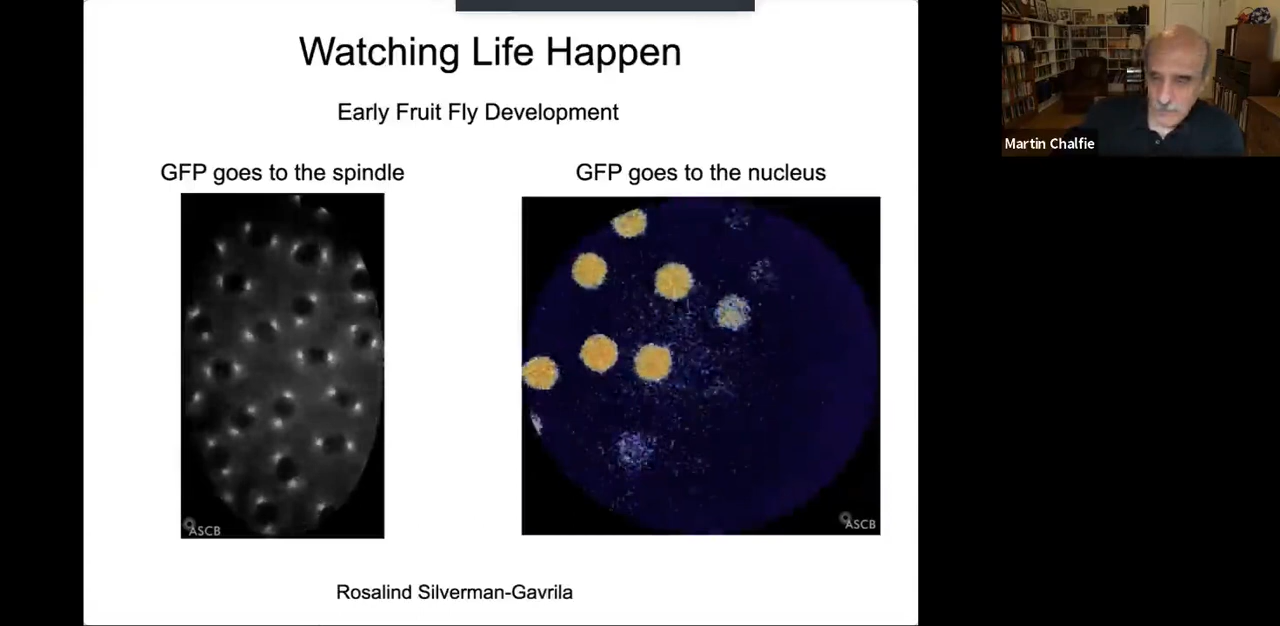 Watching Life Happen
Early Fruit Fly Development
GFP goes to the spindle
GFP goes to the nucleus
ASCB
ASCB
Rosalind Silverman-Gavrila
Martin Chalfie